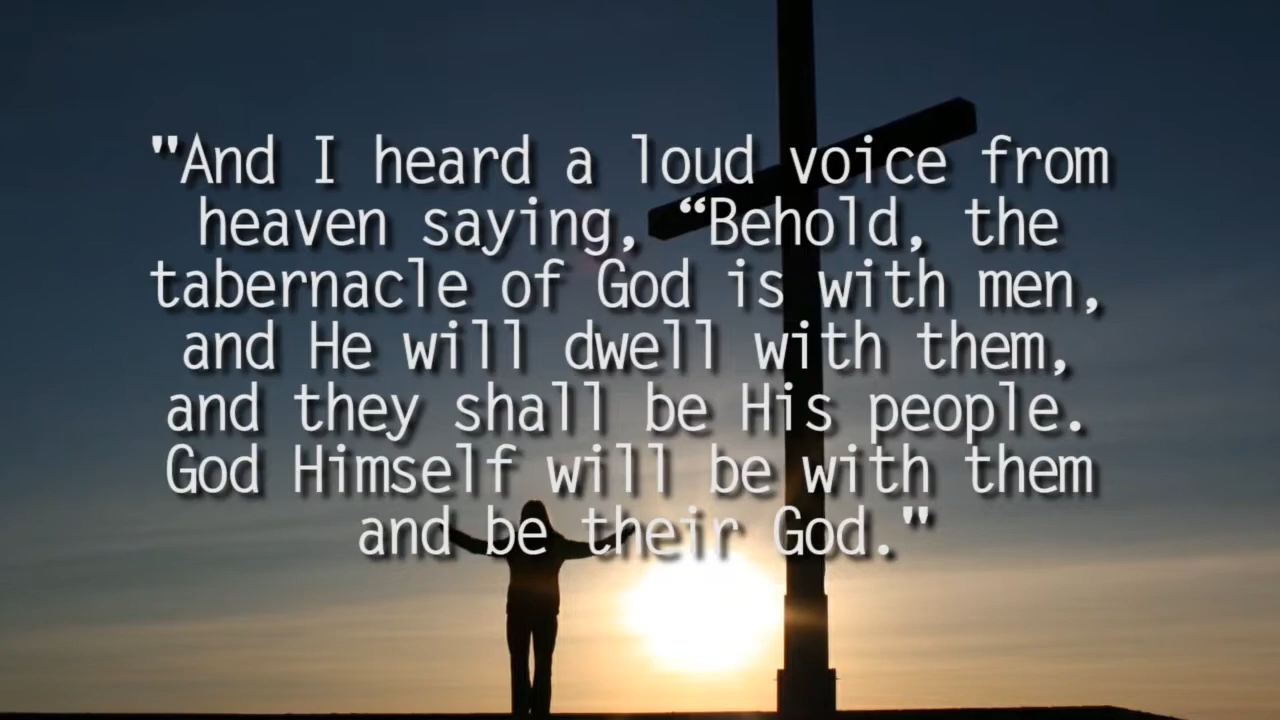 "And I heard a loud voice from
heaven saying, “Behold, the
tabernacle of God is with men,
and He will dwell with them,
and they shall be His people.
God Himself will be with them
and be their God."